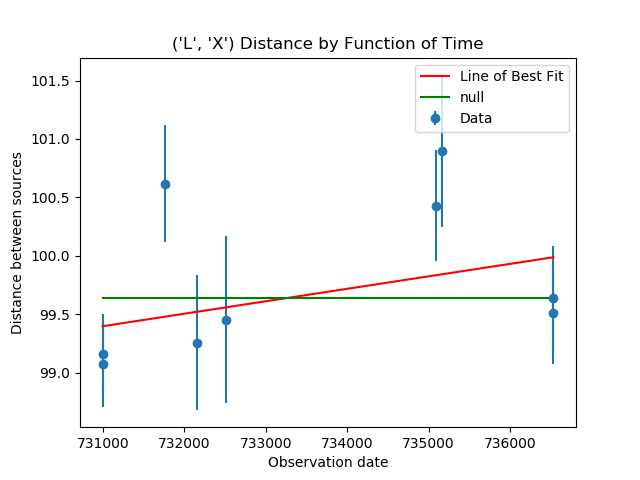 ('L', 'X') Distance by Function of Time
Line of Best Fit
null
Data
Distance between sources
101.5
101.0
100.5
100.0
99.5
99.0
731000 732000 733000 734000 735000 736000
Observation date